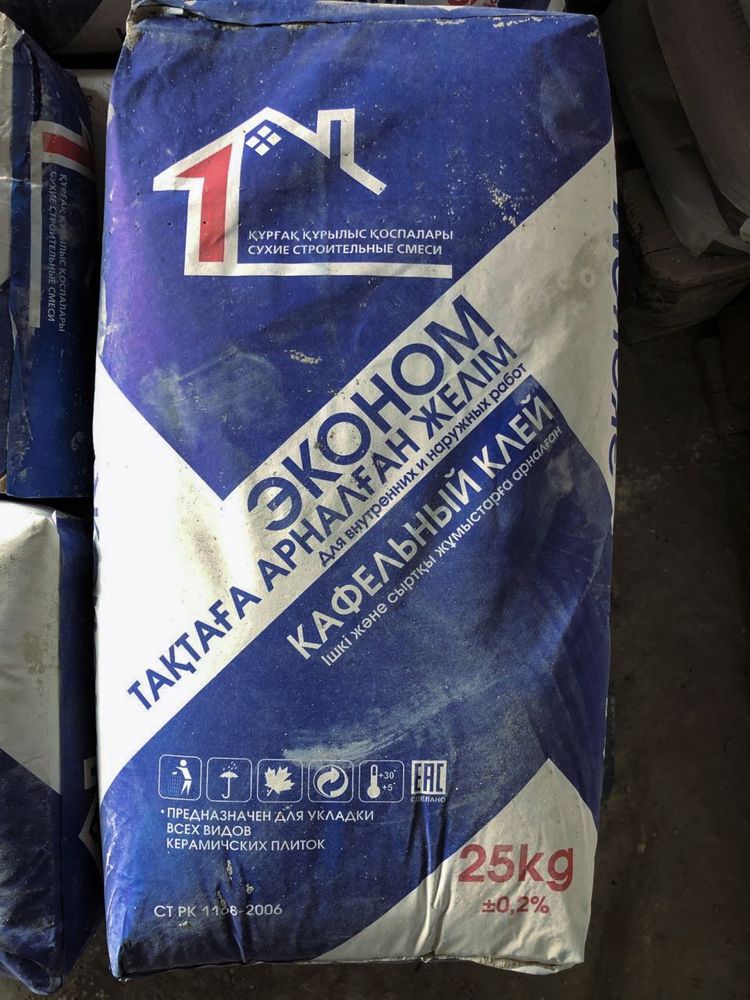 ҚҰРҒАҚ ҚҰРЫЛЫС ҚОСПАЛАРЫ
СУХИЕ СТРОИТЕЛЬНЫЕ СМЕСИ
ЭКОНОМ
ТАҚТАҒА АРНАЛҒАН ЖЕЛІМ
для внутренних и наружных работ
КАФЕЛЬНЫЙ КЛЕЙ
Ішкі және сыртқы жұмыстарға арналған
+30°
+5°
EAC
СДЕЛАНО
•ПРЕДНАЗНАЧЕН ДЛЯ УКЛАДКИ
ВСЕХ ВИДОВ
КЕРАМИЧСКИХ ПЛИТОК
СТ РК 1168-2006
25kg
±0,2%
ҚҰРҒАҚ ҚҰРЫЛЫС ҚОСПАЛАРЫ
СУХИЕ СТРОИТЕЛЬНЫЕ СМЕСИ